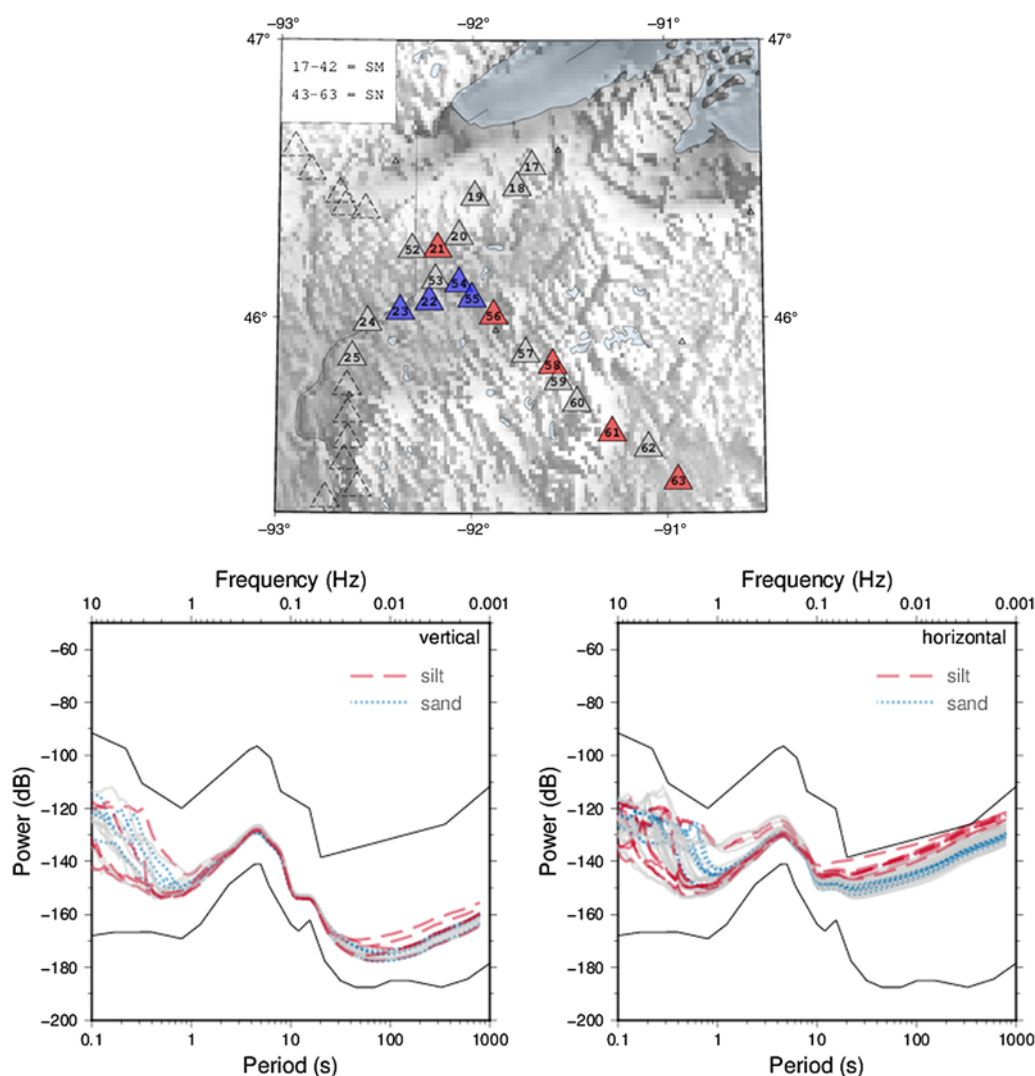 −93° −92° −91°
47° 47°
17−42 = SM
43−63 = SN
17
18
19
20
52 21
53 54
22 55
23
24 56
25
57
58
59
60
61
62
63
46° 46°
−93° −92° −91°
Frequency (Hz) Frequency (Hz)
10 1 0.1 0.01 0.001 10 1 0.1 0.01 0.001
vertical horizontal
silt silt
sand sand
−60 −60
−80 −80
−100 −100
−120 −120
−140 −140
−160 −160
−180 −180
−200 −200
Power (dB) Power (dB)
0.1 1 10 100 1000 0.1 1 10 100 1000
Period (s) Period (s)